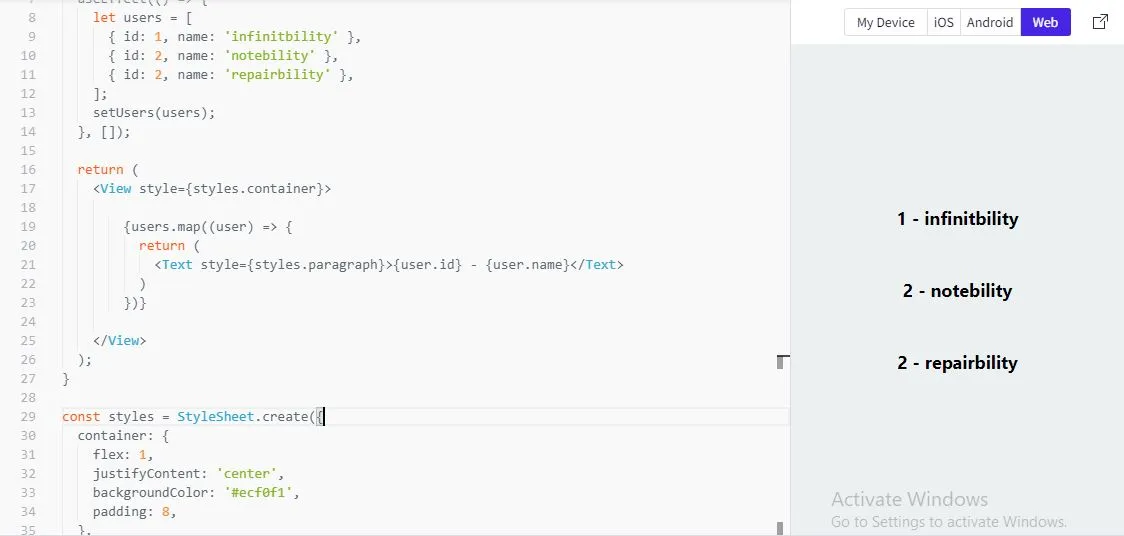 7 useEffect(() => {
8 let users = [
9 { id: 1, name: 'infinitbility' },
10 { id: 2, name: 'notebility' },
11 { id: 2, name: 'repairbility' },
12 ];
13 setUsers(users);
14 }, []);
15
16 return (
17 <View style={styles.container}>
18
19 {users.map((user) => {
20 return (
21 <Text style={styles.paragraph}>{user.id} - {user.name}</Text>
22 )
23 })}
24
25 </View>
26 );
27 }
28
29 const styles = StyleSheet.create({
30 container: {
31 flex: 1,
32 justifyContent: 'center',
33 backgroundColor: '#ecf0f1',
34 padding: 8,
35 },
My Device iOS Android Web
1 - infinitbility
2 - notebility
2 - repairbility
Activate Windows
Go to Settings to activate Windows.